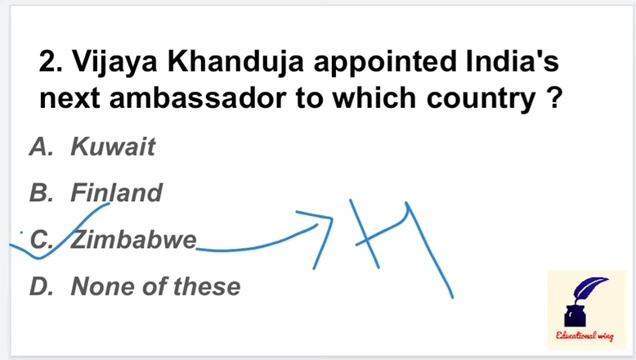 2. Vijaya Khanduja appointed India's
next ambassador to which country ?
A. Kuwait
B. Finland
C. Zimbabwe
D. None of these
Educational wing